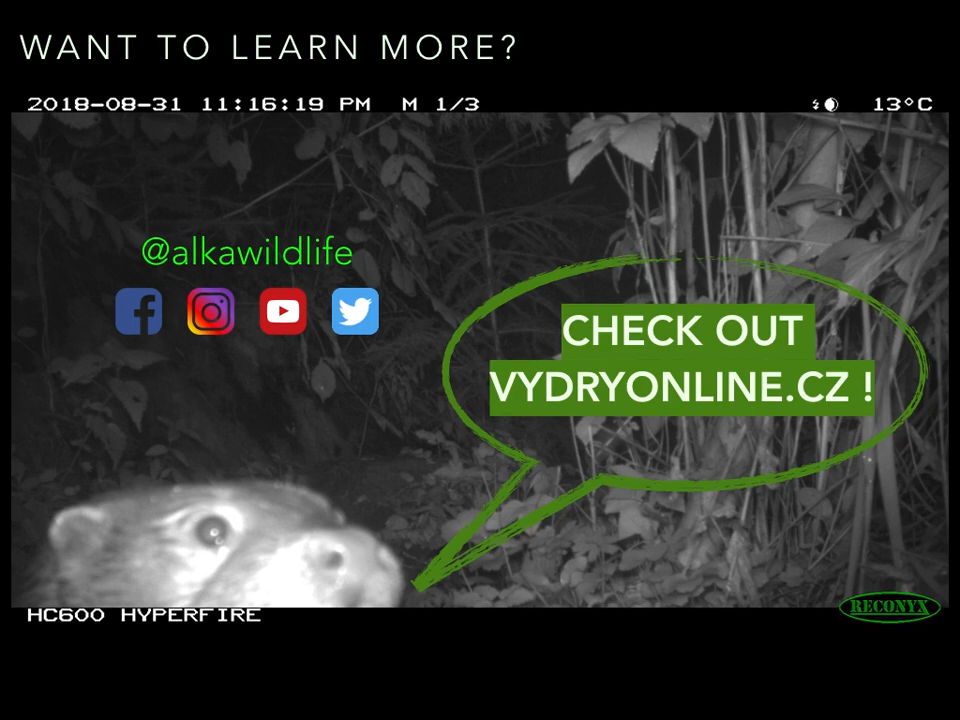 WANT TO LEARN MORE?
2018-08-31 11:16:19 PM M 1/3 13°C
@alkawildlife
CHECK OUT
VYDRYONLINE.CZ !
HC600 HYPERFIRE
RECONYX